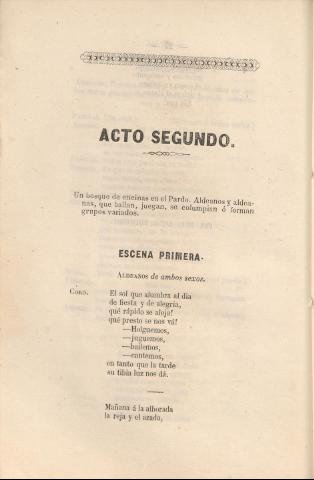 ACTO SEGUNDO.
Un bosque de encinas en el Pardo. Aldeanos y aldea-
nas, que bailan, juegan, se columpian ó forman
grupos variados.
ESCENA PRIMERA.
ALDEANOS de ambos sexos.
CORO. El sol que alumbra al dia
de fiesta y de alegría,
qué rápido se aleja!
qué presto se nos vá!
—Holguemos,
—juguemos,
—bailemos,
—cantemos,
en tanto que la tarde
su tibia luz nos dá.
Mañana á la alborada
la reja y el azado,